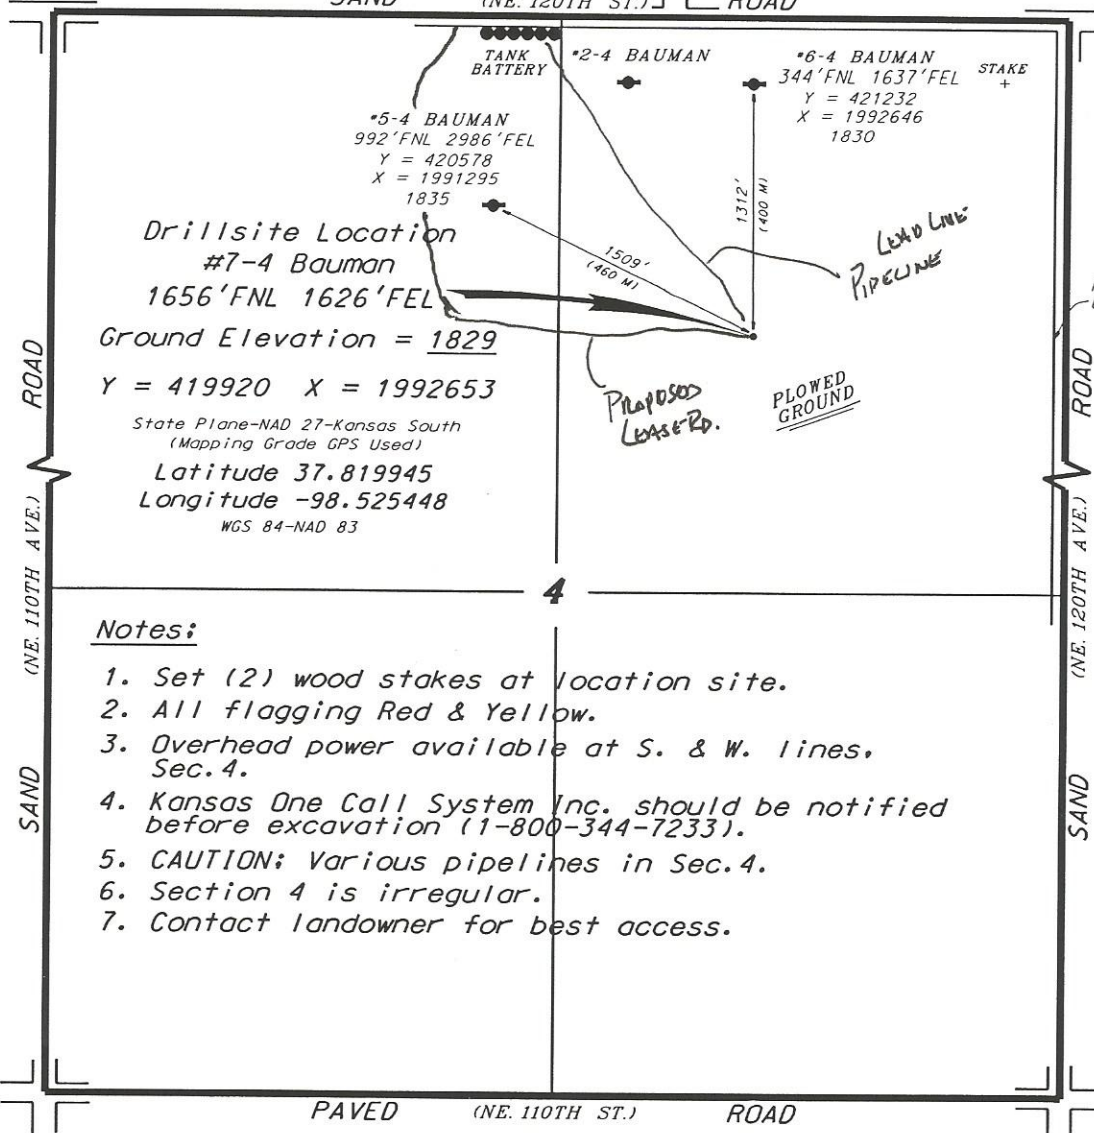 SAND (NE. 120TH ST.) ROAD
TANK
BATTERY
•2-4 BAUMAN
•6-4 BAUMAN
344'FNL 1637'FEL
Y = 421232
X = 1992646
1830
STAKE
+
•5-4 BAUMAN
992'FNL 2986'FEL
Y = 420578
X = 1991295
1835
1312'
(400 M)
1509'
(460 M)
LEAD LINE
PIPELINE
Drillsite Location
#7-4 Bauman
1656'FNL 1626'FEL
Ground Elevation = 1829
Y = 419920 X = 1992653
State Plane-NAD 27-Kansas South
(Mapping Grade GPS Used)
Latitude 37.819945
Longitude -98.525448
WGS 84-NAD 83
PROPOSED
LEASE RD.
PLOWED
GROUND
SAND (NE. 110TH AVE.) ROAD
SAND (NE. 120TH AVE.) ROAD
4
Notes:
1. Set (2) wood stakes at location site.
2. All flagging Red & Yellow.
3. Overhead power available at S. & W. lines.
Sec. 4.
4. Kansas One Call System Inc. should be notified
before excavation (1-800-344-7233).
5. CAUTION: Various pipelines in Sec. 4.
6. Section 4 is irregular.
7. Contact landowner for best access.
PAVED (NE. 110TH ST.) ROAD